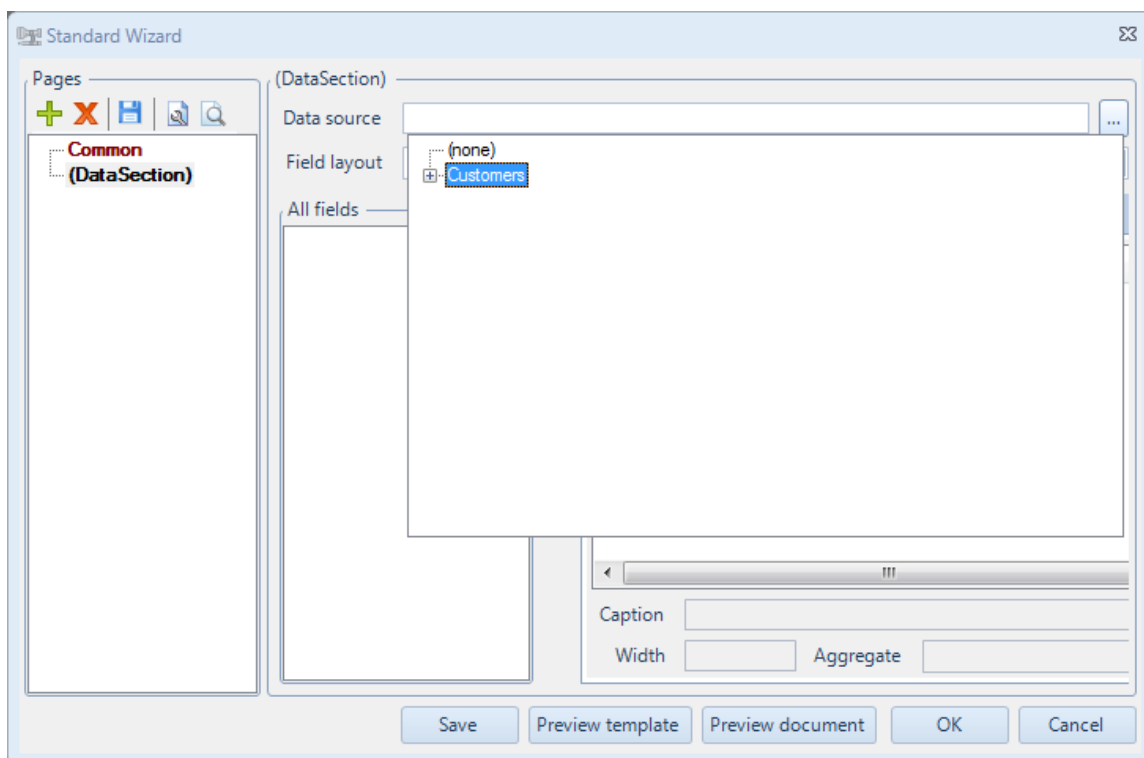 Standard Wizard
Pages
(DataSection)
Common
(DataSection)
Data source
...
Field layout
(none)
Customers
All fields
Caption
Width
Aggregate
Save
Preview template
Preview document
OK
Cancel